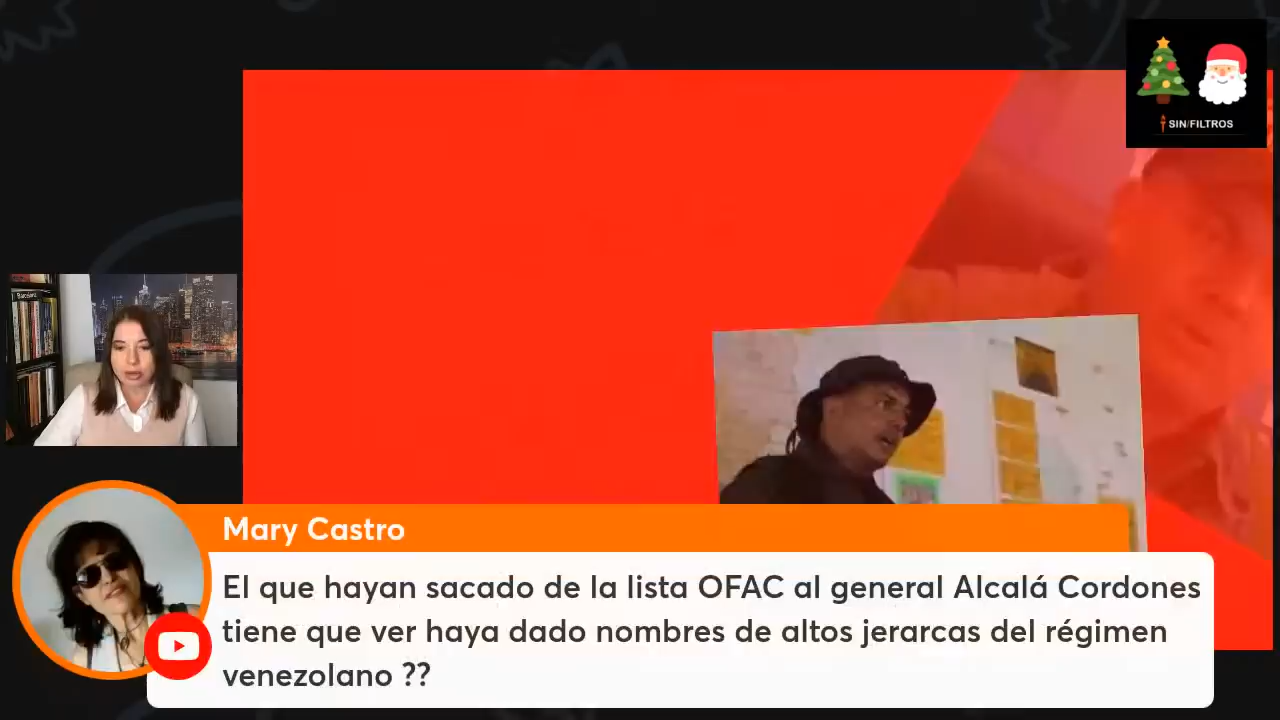 SIN/FILTROS
Barcelona
Mary Castro
El que hayan sacado de la lista OFAC al general Alcalá Cordones
tiene que ver haya dado nombres de altos jerarcas del régimen
venezolano ??